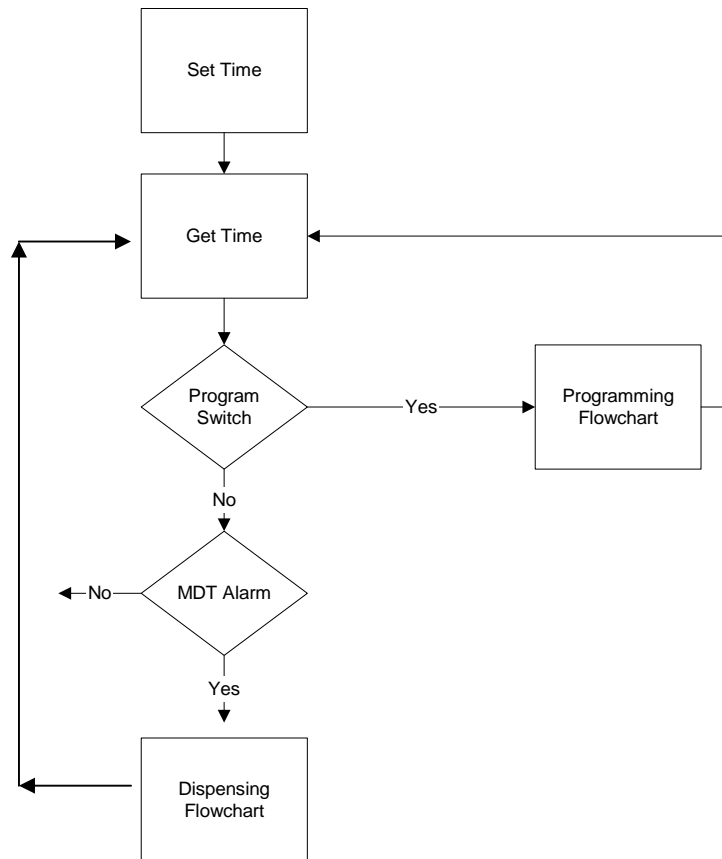 Set Time
Get Time
Program
Switch
Yes
Programming
Flowchart
No
MDT Alarm
No
Yes
Dispensing
Flowchart